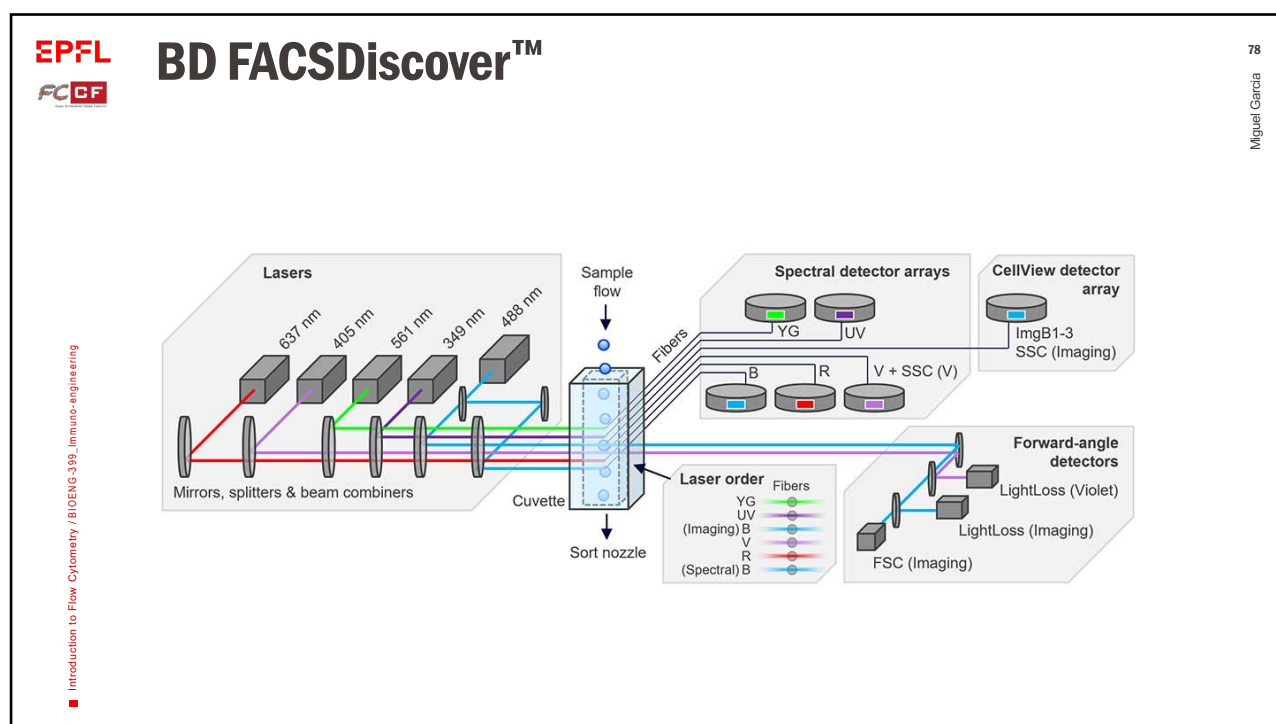 EPFL
FCCF
BD FACSDiscover™
78
Miguel Garcia
Introduction to Flow Cytometry / BIOENG-399_Immuno-engineering
Lasers
637 nm
405 nm
561 nm
349 nm
488 nm
Mirrors, splitters & beam combiners
Sample
flow
Cuvette
Sort nozzle
Fibers
Spectral detector arrays
YG
UV
B
R
V + SSC (V)
CellView detector
array
ImgB1-3
SSC (Imaging)
Laser order
Fibers
YG
UV
(Imaging) B
V
R
(Spectral) B
Forward-angle
detectors
LightLoss (Violet)
LightLoss (Imaging)
FSC (Imaging)